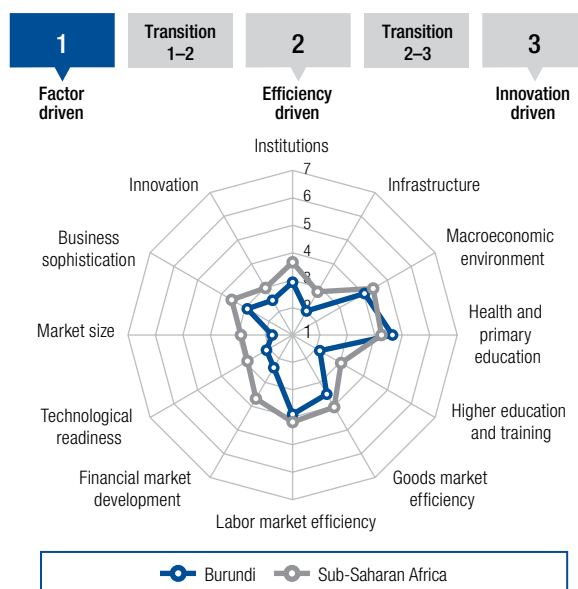 1
Transition
1–2
2
Transition
2–3
3
Factor
driven
Efficiency
driven
Innovation
driven
Institutions
7
6
5
4
3
2
1
Innovation
Infrastructure
Business
sophistication
Macroeconomic
environment
Market size
Health and
primary
education
Technological
readiness
Higher education
and training
Financial market
development
Goods market
efficiency
Labor market efficiency
Burundi
Sub-Saharan Africa